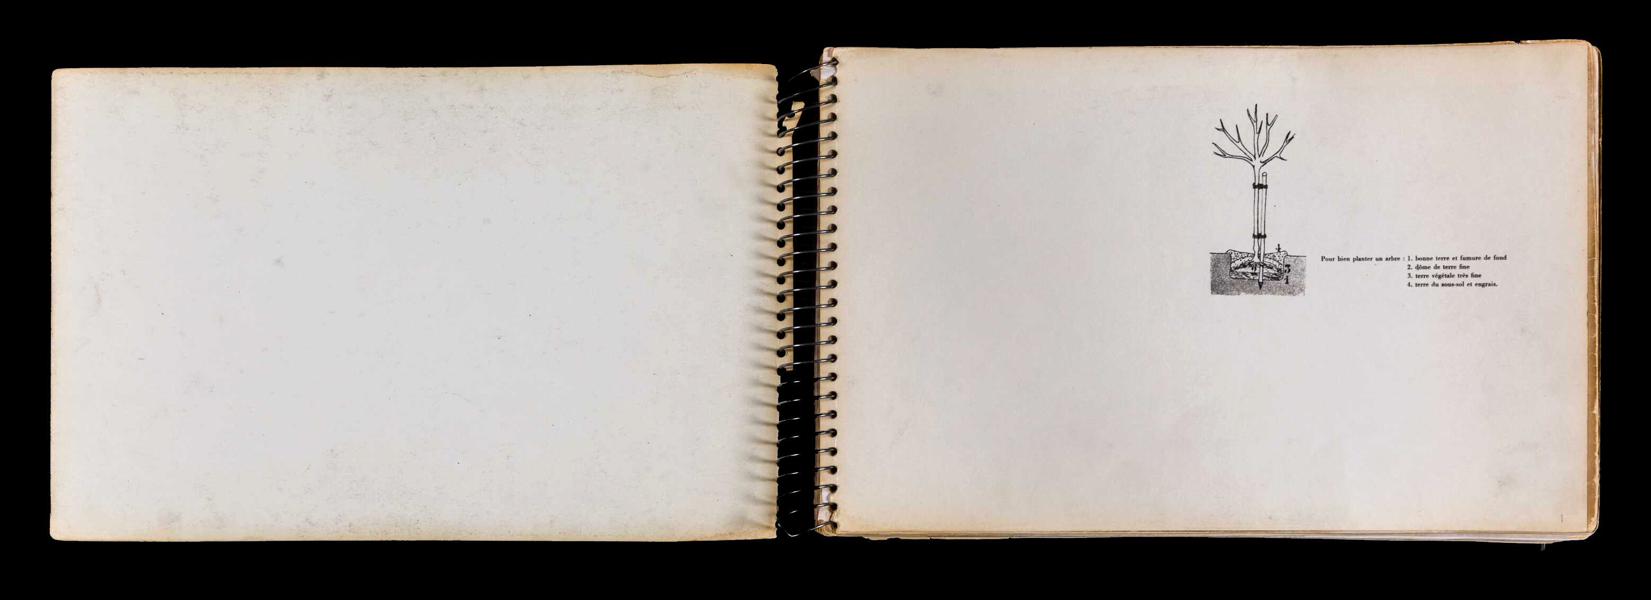 Pour bien planter un arbre : 1. bonne terre et fumure de fond
2. dôme de terre fine
3. terre végétale très fine
4. terre du sous-sol et engrais.